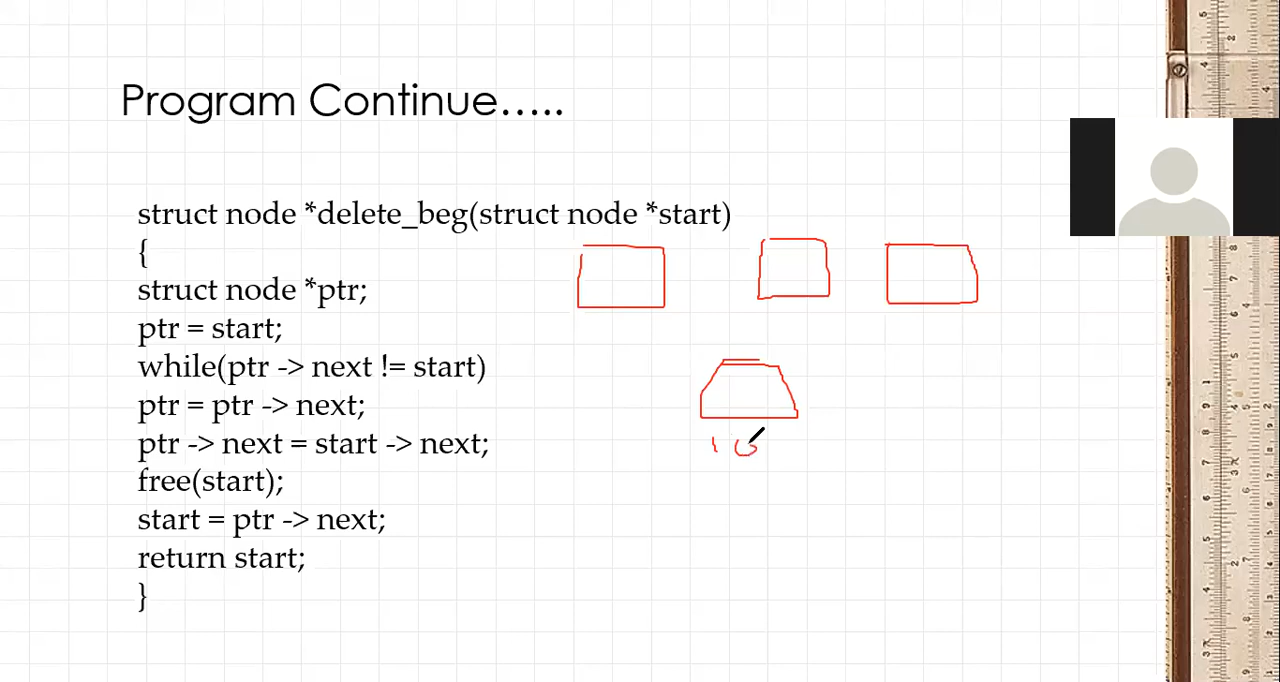 Program Continue…..
struct node *delete_beg(struct node *start)
{
struct node *ptr;
ptr = start;
while(ptr -> next != start)
ptr = ptr -> next;
ptr -> next = start -> next;
free(start);
start = ptr -> next;
return start;
}